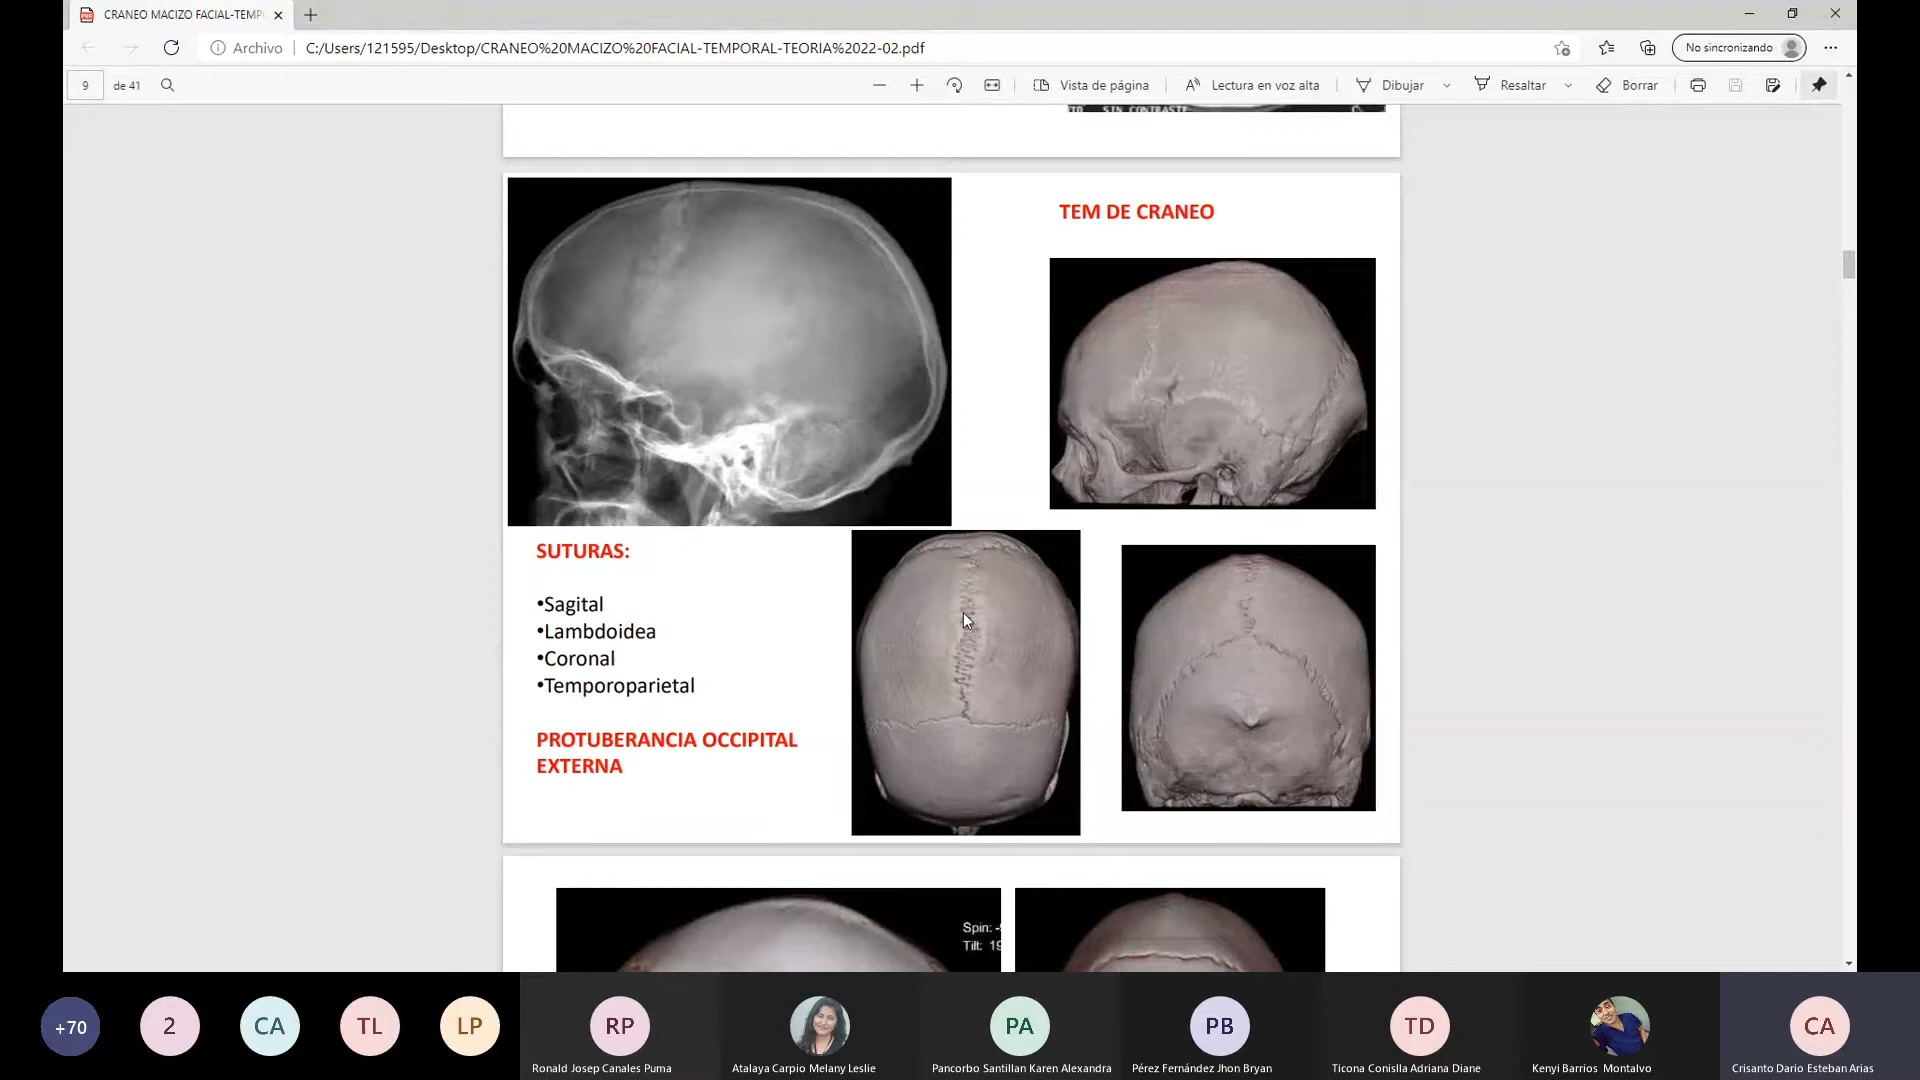 CRANEO MACIZO FACIAL-TEMP
Archivo
C:/Users/121595/Desktop/CRANEO%20MACIZO%20FACIAL-TEMPORAL-TEORIA%2022-02.pdf
No sincronizando
9 de 41
Vista de página
Lectura en voz alta
Dibujar
Resaltar
Borrar
SIN CONTRASTE
TEM DE CRANEO
SUTURAS:
•Sagital
•Lambdoidea
•Coronal
•Temporoparietal
PROTUBERANCIA OCCIPITAL
EXTERNA
Spin:
Tilt: 19
+70
2
CA
TL
LP
RP
PA
PB
TD
CA
Ronald Josep Canales Puma
Atalaya Carpio Melany Leslie
Pancorbo Santillan Karen Alexandra
Pérez Fernández Jhon Bryan
Ticona Conislla Adriana Diane
Kenyi Barrios Montalvo
Crisanto Dario Esteban Arias